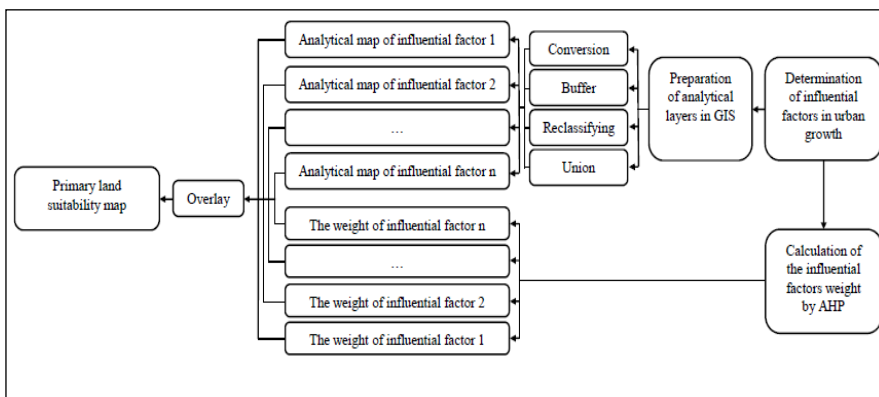 Analytical map of influential factor 1
Analytical map of influential factor 2
...
Analytical map of influential factor n
The weight of influential factor n
...
The weight of influential factor 2
The weight of influential factor 1
Conversion
Buffer
Reclassifying
Union
Preparation
of analytical
layers in GIS
Determination
of influential
factors in urban
growth
Primary land
suitability map
Overlay
Calculation of
the influential
factors weight
by AHP